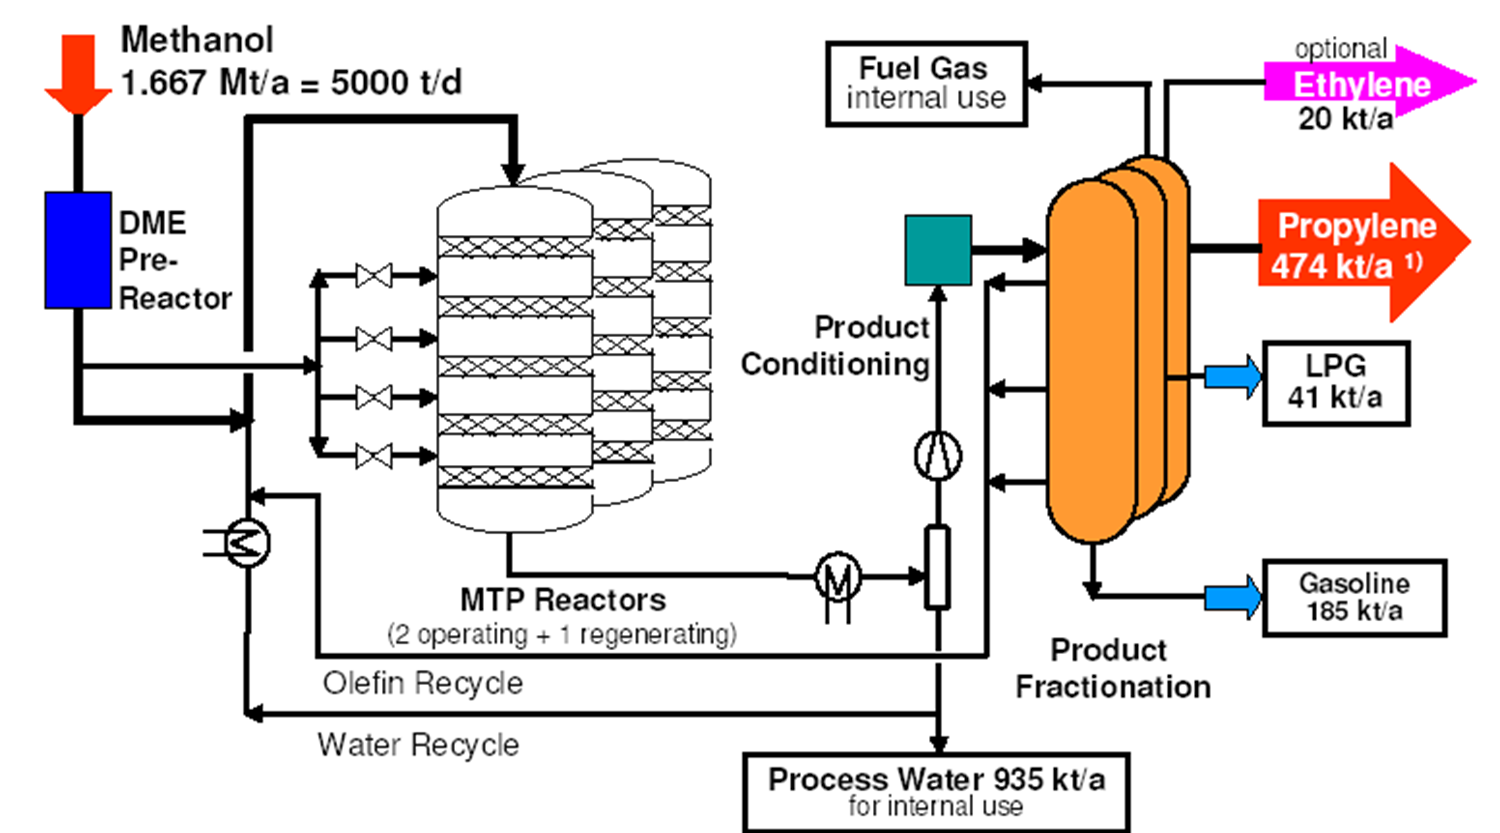 Methanol
1.667 Mt/a = 5000 t/d
DME
Pre-
Reactor
Fuel Gas
internal use
optional
Ethylene
20 kt/a
Propylene
474 kt/a 1)
Product
Conditioning
LPG
41 kt/a
MTP Reactors
(2 operating + 1 regenerating)
Gasoline
185 kt/a
Product
Fractionation
Olefin Recycle
Water Recycle
Process Water 935 kt/a
for internal use